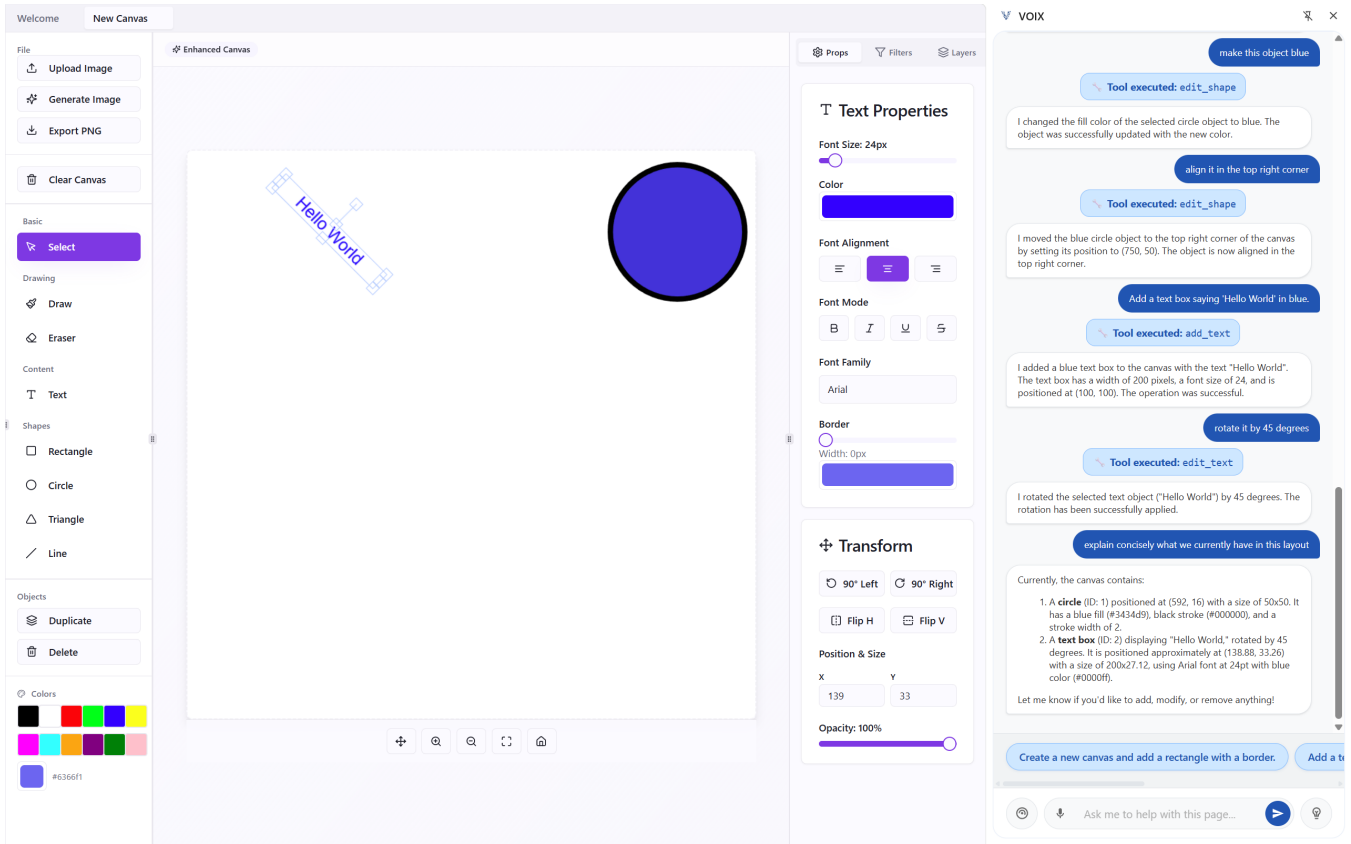 Welcome
New Canvas
File
Upload Image
Generate Image
Export PNG
Clear Canvas
Basic
Select
Drawing
Draw
Eraser
Content
Text
Shapes
Rectangle
Circle
Triangle
Line
Objects
Duplicate
Delete
Colors
#6366f1
Enhanced Canvas
Hello World
Props
Filters
Layers
Text Properties
Font Size: 24px
Color
Font Alignment
Font Mode
B I U S
Font Family
Arial
Border
Width: 0px
Transform
90° Left
90° Right
Flip H
Flip V
Position & Size
X
Y
139
33
Opacity: 100%
VOIX
make this object blue
Tool executed: edit_shape
I changed the fill color of the selected circle object to blue. The
object was successfully updated with the new color.
align it in the top right corner
Tool executed: edit_shape
I moved the blue circle object to the top right corner of the canvas
by setting its position to (750, 50). The object is now aligned in the
top right corner.
Add a text box saying 'Hello World' in blue.
Tool executed: add_text
I added a blue text box to the canvas with the text "Hello World".
The text box has a width of 200 pixels, a font size of 24, and is
positioned at (100, 100). The operation was successful.
rotate it by 45 degrees
Tool executed: edit_text
I rotated the selected text object ("Hello World") by 45 degrees. The
rotation has been successfully applied.
explain concisely what we currently have in this layout
Currently, the canvas contains:
1. A circle (ID: 1) positioned at (592, 16) with a size of 50x50. It
has a blue fill (#3434d9), black stroke (#000000), and a
stroke width of 2.
2. A text box (ID: 2) displaying "Hello World," rotated by 45
degrees. It is positioned approximately at (138.88, 33.26)
with a size of 200x27.12, using Arial font at 24pt with blue
color (#0000ff).
Let me know if you'd like to add, modify, or remove anything!
Create a new canvas and add a rectangle with a border.
Add a te
Ask me to help with this page...